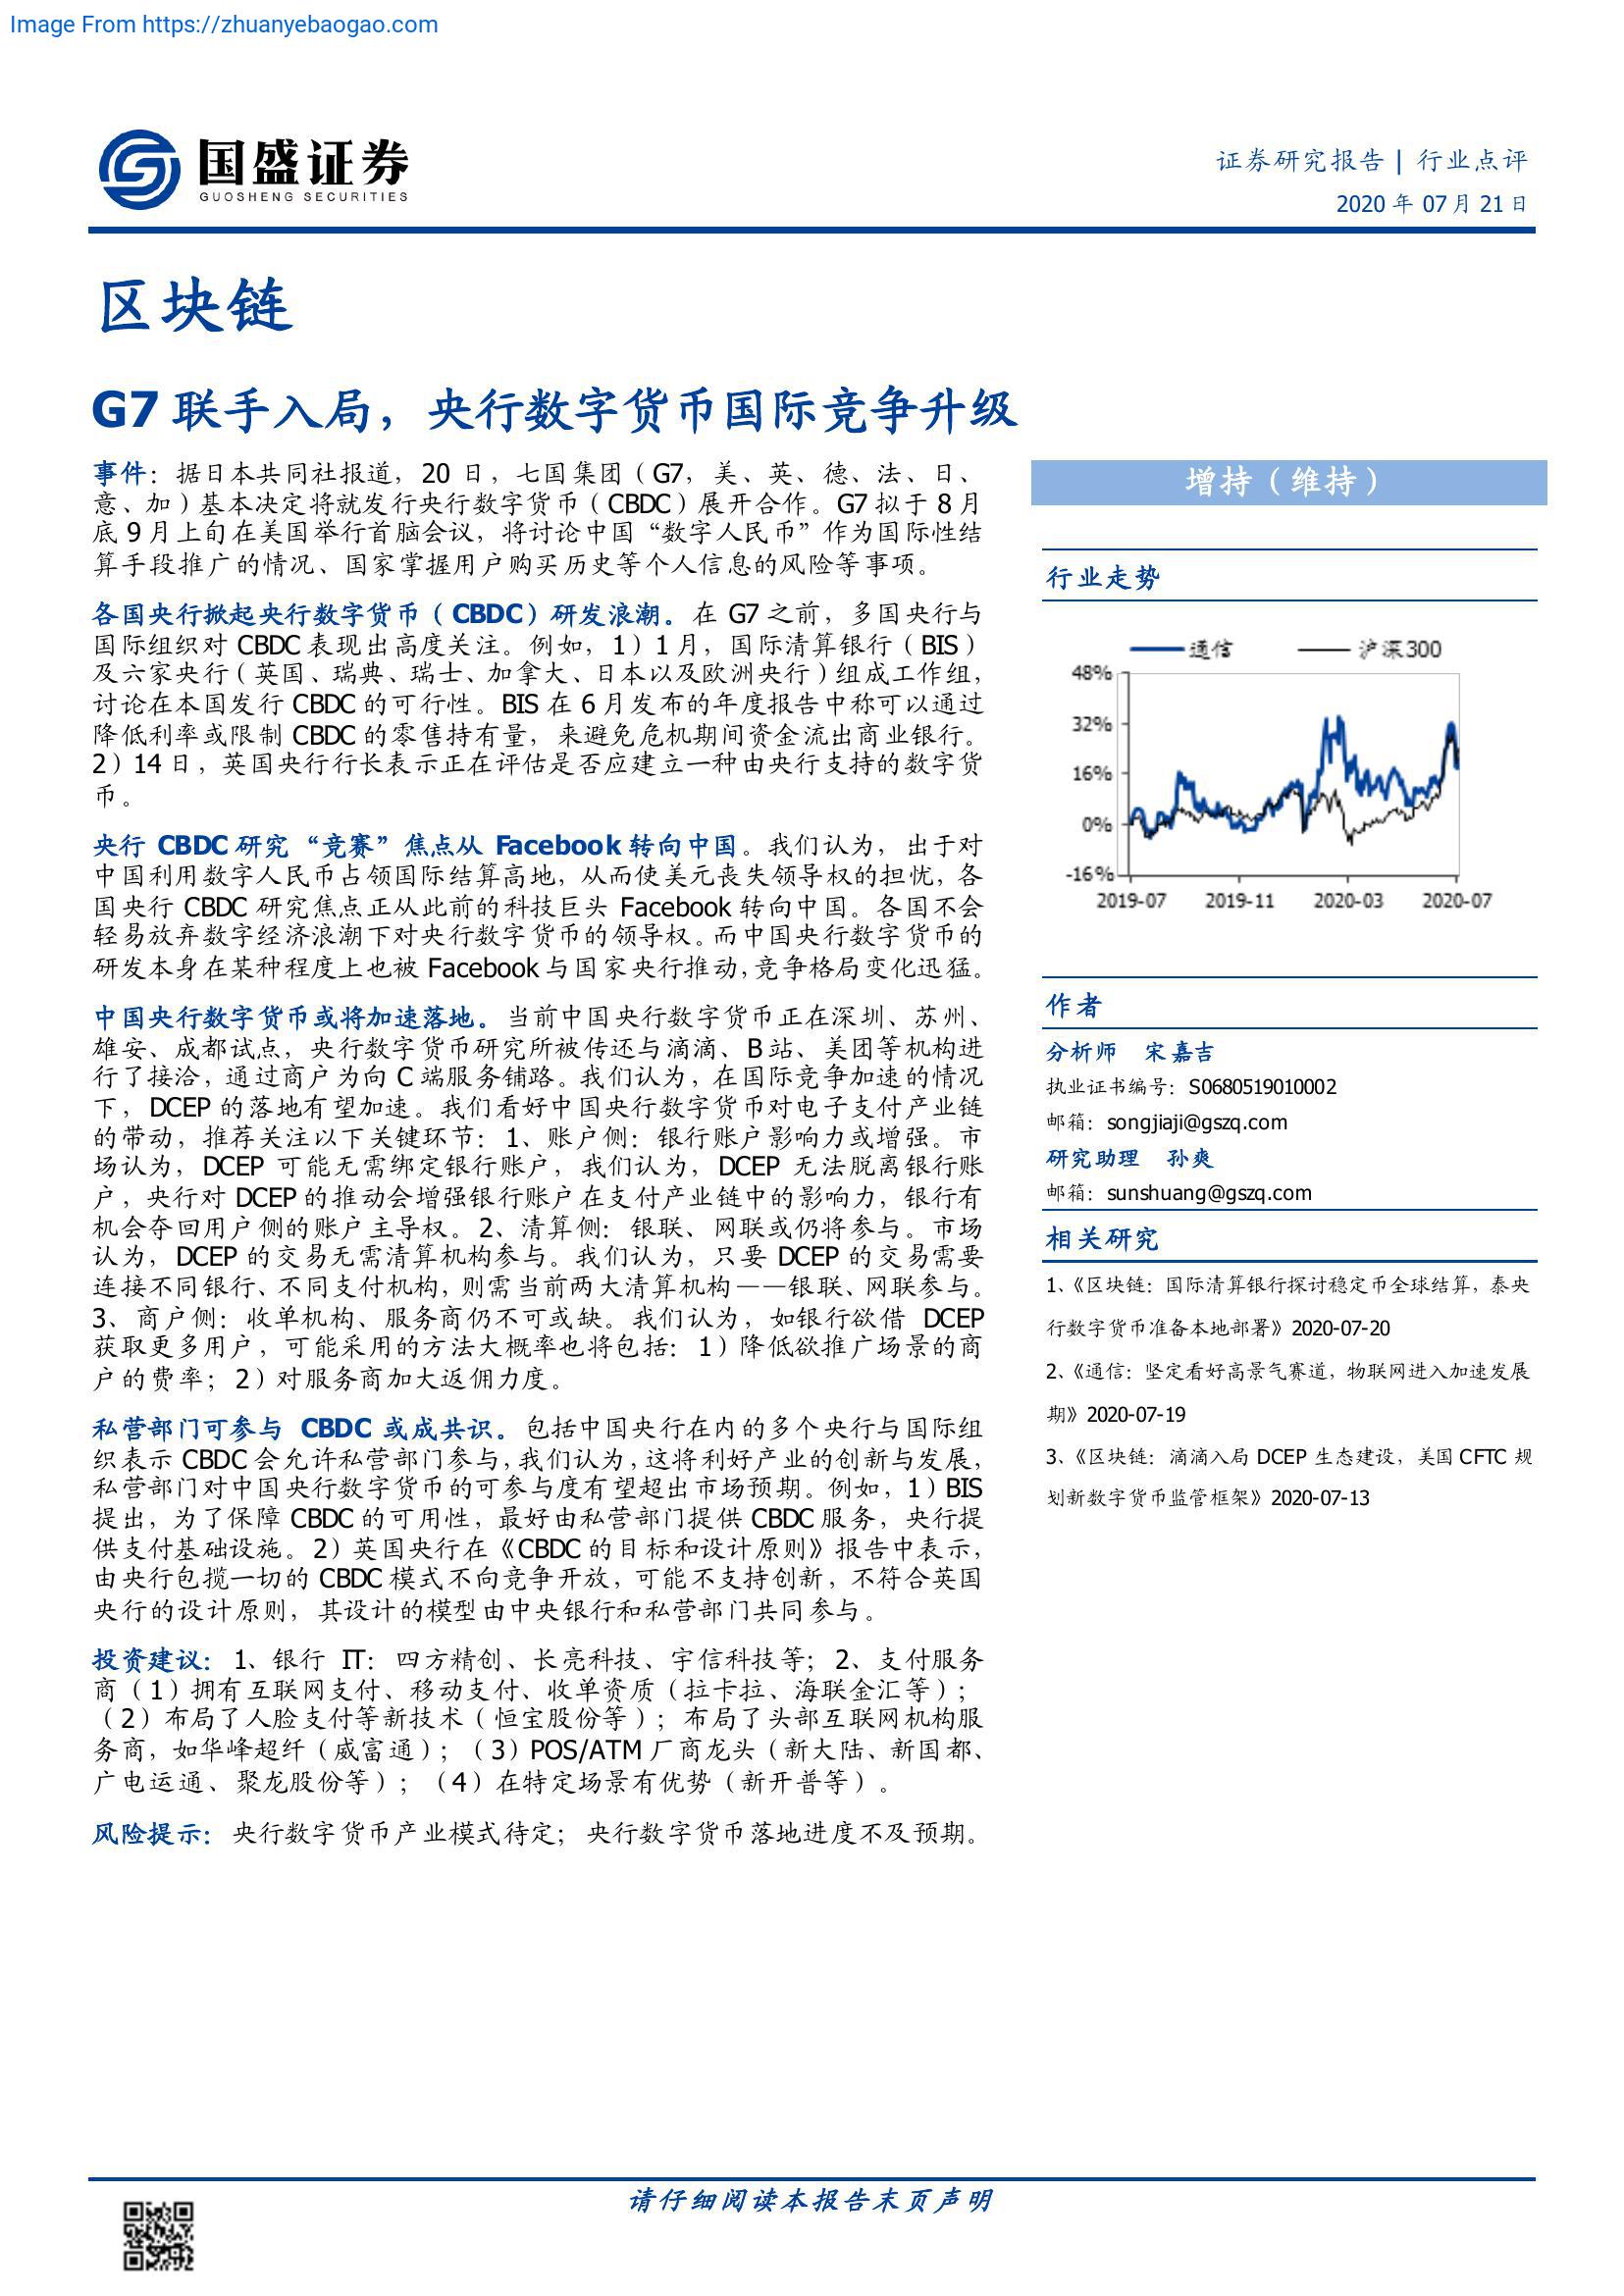 Image From https://zhuanyebaogao.com
国盛证券
GUOSHENG SECURITIES
证券研究报告 | 行业点评
2020 年 07 月 21 日
区块链
G7 联手入局，央行数字货币国际竞争升级
事件：据日本共同社报道，20 日，七国集团（G7，美、英、德、法、日、
意、加）基本决定将就发行央行数字货币（CBDC）展开合作。G7 拟于 8 月
底 9 月上旬在美国举行首脑会议，将讨论中国“数字人民币”作为国际性结
算手段推广的情况、国家掌握用户购买历史等个人信息的风险等事项。
各国央行掀起央行数字货币（CBDC）研发浪潮。在 G7 之前，多国央行与
国际组织对 CBDC 表现出高度关注。例如，1）1 月，国际清算银行（BIS）
及六家央行（英国、瑞典、瑞士、加拿大、日本以及欧洲央行）组成工作组，
讨论在本国发行 CBDC 的可行性。BIS 在 6 月发布的年度报告中称可以通过
降低利率或限制 CBDC 的零售持有量，来避免危机期间资金流出商业银行。
2）14 日，英国央行行长表示正在评估是否应建立一种由央行支持的数字货
币。
央行 CBDC 研究“竞赛”焦点从 Facebook 转向中国。我们认为，出于对
中国利用数字人民币占领国际结算高地，从而使美元丧失领导权的担忧，各
国央行 CBDC 研究焦点正从此前的科技巨头 Facebook 转向中国。各国不会
轻易放弃数字经济浪潮下对央行数字货币的领导权。而中国央行数字货币的
研发本身在某种程度上也被 Facebook 与国家央行推动，竞争格局变化迅猛。
中国央行数字货币或将加速落地。当前中国央行数字货币正在深圳、苏州、
雄安、成都试点，央行数字货币研究所被传还与滴滴、B 站、美团等机构进
行了接洽，通过商户为向 C 端服务铺路。我们认为，在国际竞争加速的情况
下，DCEP 的落地有望加速。我们看好中国央行数字货币对电子支付产业链
的带动，推荐关注以下关键环节：1、账户侧：银行账户影响力或增强。市
场认为，DCEP 可能无需绑定银行账户，我们认为，DCEP 无法脱离银行账
户，央行对 DCEP 的推动会增强银行账户在支付产业链中的影响力，银行有
机会夺回用户侧的账户主导权。2、清算侧：银联、网联或仍将参与。市场
认为，DCEP 的交易无需清算机构参与。我们认为，只要 DCEP 的交易需要
连接不同银行、不同支付机构，则需当前两大清算机构——银联、网联参与。
3、商户侧：收单机构、服务商仍不可或缺。我们认为，如银行欲借 DCEP
获取更多用户，可能采用的方法大概率也将包括：1）降低欲推广场景的商
户的费率；2）对服务商加大返佣力度。
私营部门可参与 CBDC 或成共识。包括中国央行在内的多个央行与国际组
织表示 CBDC 会允许私营部门参与，我们认为，这将利好产业的创新与发展，
私营部门对中国央行数字货币的可参与度有望超出市场预期。例如，1）BIS
提出，为了保障 CBDC 的可用性，最好由私营部门提供 CBDC 服务，央行提
供支付基础设施。2）英国央行在《CBDC 的目标和设计原则》报告中表示，
由央行包揽一切的 CBDC 模式不向竞争开放，可能不支持创新，不符合英国
央行的设计原则，其设计的模型由中央银行和私营部门共同参与。
投资建议：1、银行 IT：四方精创、长亮科技、宇信科技等；2、支付服务
商（1）拥有互联网支付、移动支付、收单资质（拉卡拉、海联金汇等）；
（2）布局了人脸支付等新技术（恒宝股份等）；布局了头部互联网机构服
务商，如华峰超纤（威富通）；（3）POS/ATM 厂商龙头（新大陆、新国都、
广电运通、聚龙股份等）；（4）在特定场景有优势（新开普等）。
风险提示：央行数字货币产业模式待定；央行数字货币落地进度不及预期。
增持（维持）
行业走势
通信 沪深300
48%
32%
16%
0%
-16%
2019-07 2019-11 2020-03 2020-07
作者
分析师 宋嘉吉
执业证书编号：S0680519010002
邮箱：songjiaji@gszq.com
研究助理 孙爽
邮箱：sunshuang@gszq.com
相关研究
1、《区块链：国际清算银行探讨稳定币全球结算，泰央
行数字货币准备本地部署》2020-07-20
2、《通信：坚定看好高景气赛道，物联网进入加速发展
期》2020-07-19
3、《区块链：滴滴入局 DCEP 生态建设，美国 CFTC 规
划新数字货币监管框架》2020-07-13
请仔细阅读本报告末页声明